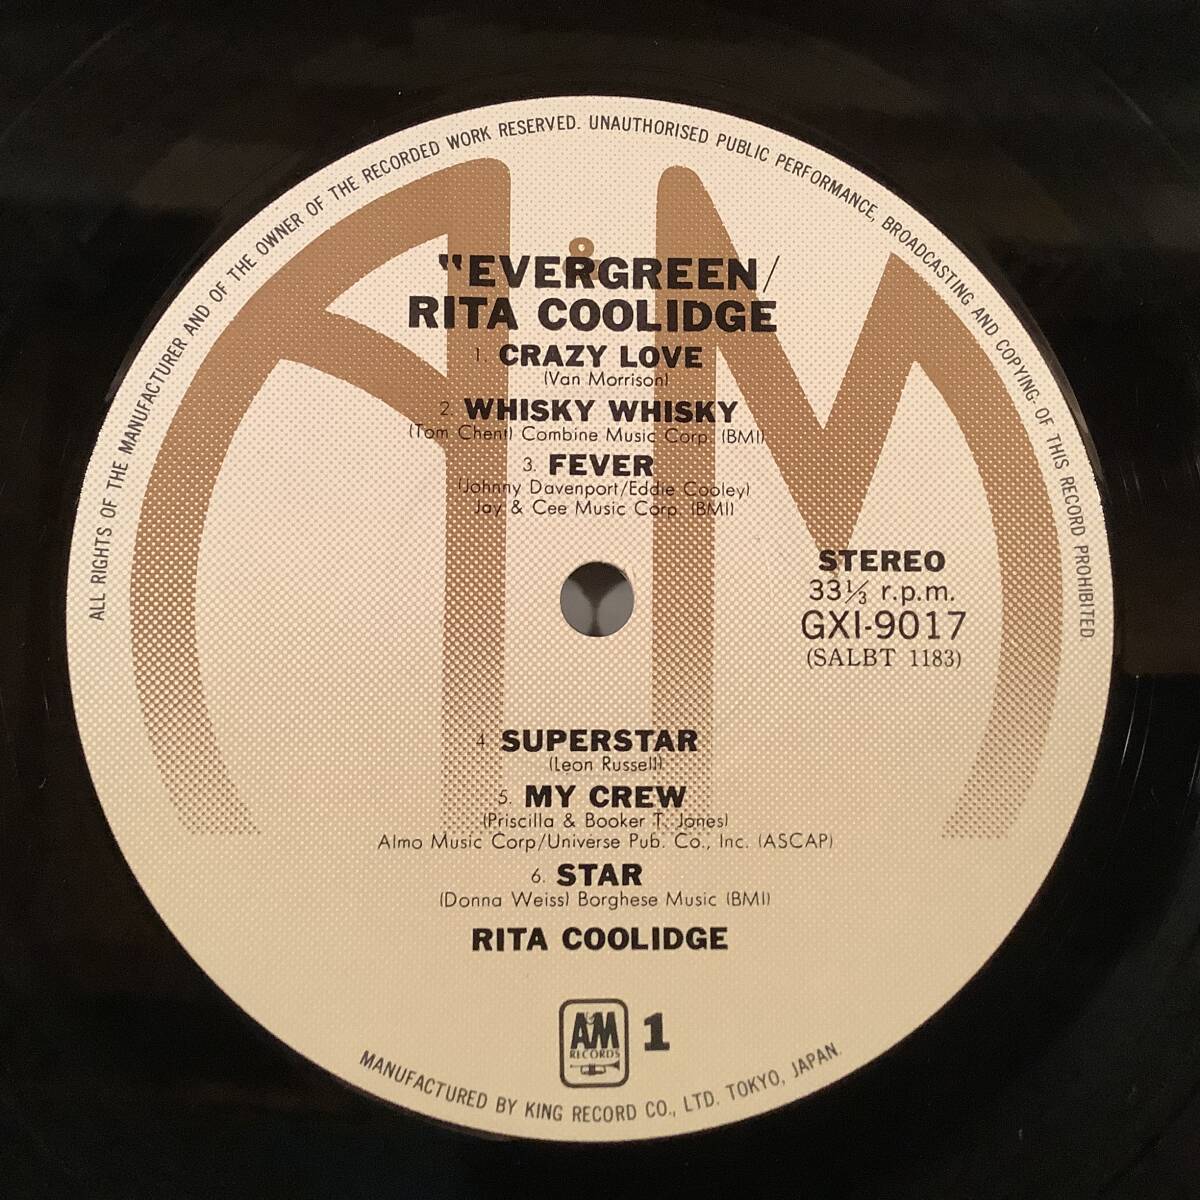 ALL RIGHTS OF THE MANUFACTURER AND OF THE OWNER OF THE RECORDED WORK RESERVED. UNAUTHORISED PUBLIC PERFORMANCE, BROADCASTING AND COPYING· OF THIS RECORD PROHIBITED
"EVERGREEN/
RITA COOLIDGE
1. CRAZY LOVE
(Van Morrison)
2. WHISKY WHISKY
(Tom Chent) Combine Music Corp. (BMI)
3. FEVER
(Johnny Davenport/Eddie Cooley)
Jay & Cee Music Corp. (BMI)
STEREO
33⅓ r.p.m.
GXI-9017
(SALBT 1183)
4. SUPERSTAR
(Leon Russell)
5. MY CREW
(Priscilla & Booker T. Jones)
Almo Music Corp/Universe Pub. Co., Inc. (ASCAP)
6. STAR
(Donna Weiss) Borghese Music (BMI)
RITA COOLIDGE
A&M
RECORDS
1
MANUFACTURED BY KING RECORD CO., LTD. TOKYO, JAPAN.